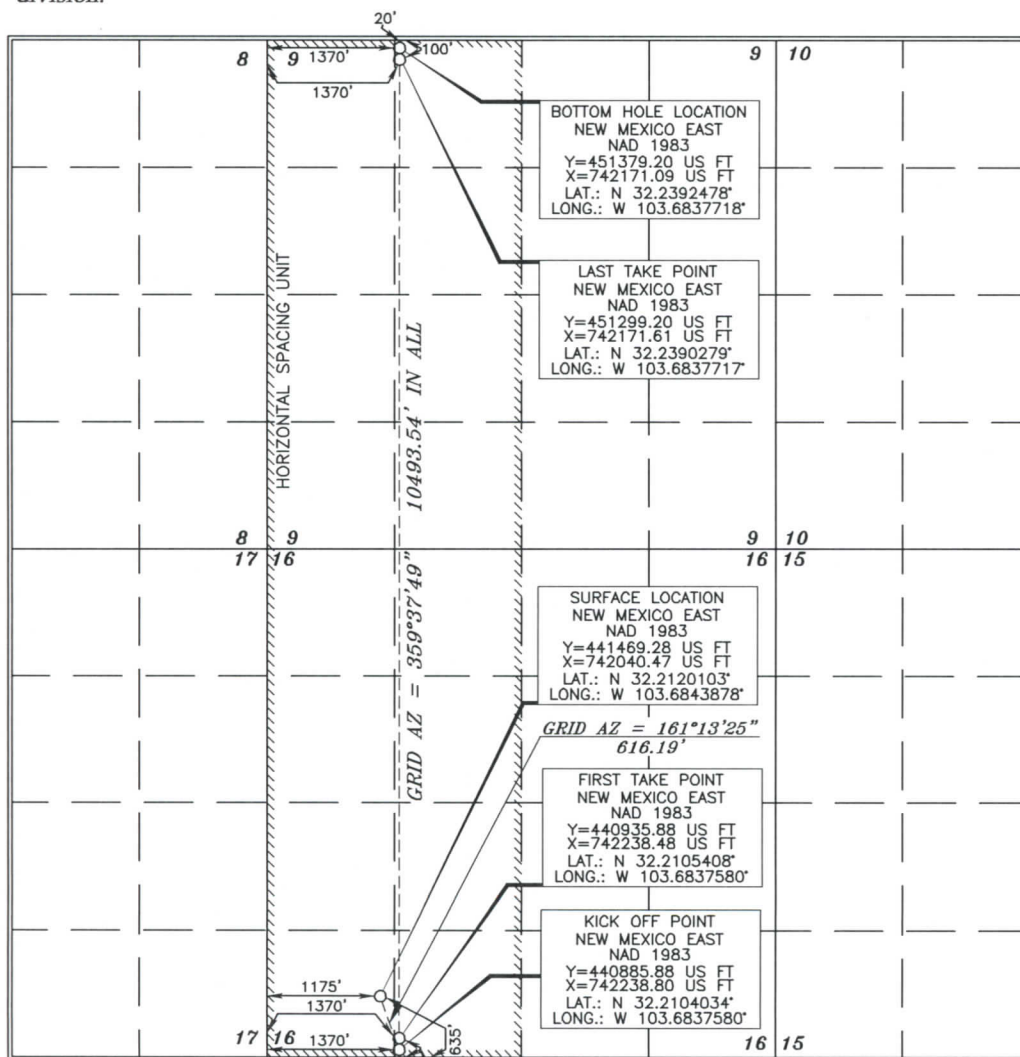 division.
20'
8 9
1370'
100'
9 10
1370'
BOTTOM HOLE LOCATION
NEW MEXICO EAST
NAD 1983
Y=451379.20 US FT
X=742171.09 US FT
LAT.: N 32.2392478°
LONG.: W 103.6837718°
LAST TAKE POINT
NEW MEXICO EAST
NAD 1983
Y=451299.20 US FT
X=742171.61 US FT
LAT.: N 32.2390279°
LONG.: W 103.6837717°
HORIZONTAL SPACING UNIT
GRID AZ = 359°37'49" 10493.54' IN ALL
8 9
17 16
9 10
16 15
SURFACE LOCATION
NEW MEXICO EAST
NAD 1983
Y=441469.28 US FT
X=742040.47 US FT
LAT.: N 32.2120103°
LONG.: W 103.6843878°
GRID AZ = 161°13'25"
616.19'
FIRST TAKE POINT
NEW MEXICO EAST
NAD 1983
Y=440935.88 US FT
X=742238.48 US FT
LAT.: N 32.2105408°
LONG.: W 103.6837580°
KICK OFF POINT
NEW MEXICO EAST
NAD 1983
Y=440885.88 US FT
X=742238.80 US FT
LAT.: N 32.2104034°
LONG.: W 103.6837580°
1175'
1370'
635'
17 16
1370'
16 15